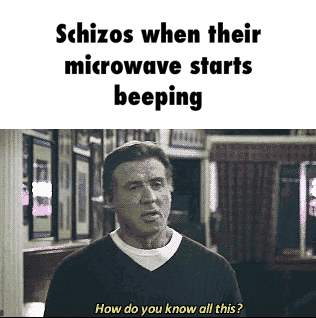 Schizos when their
microwave starts
beeping
How do you know all this?